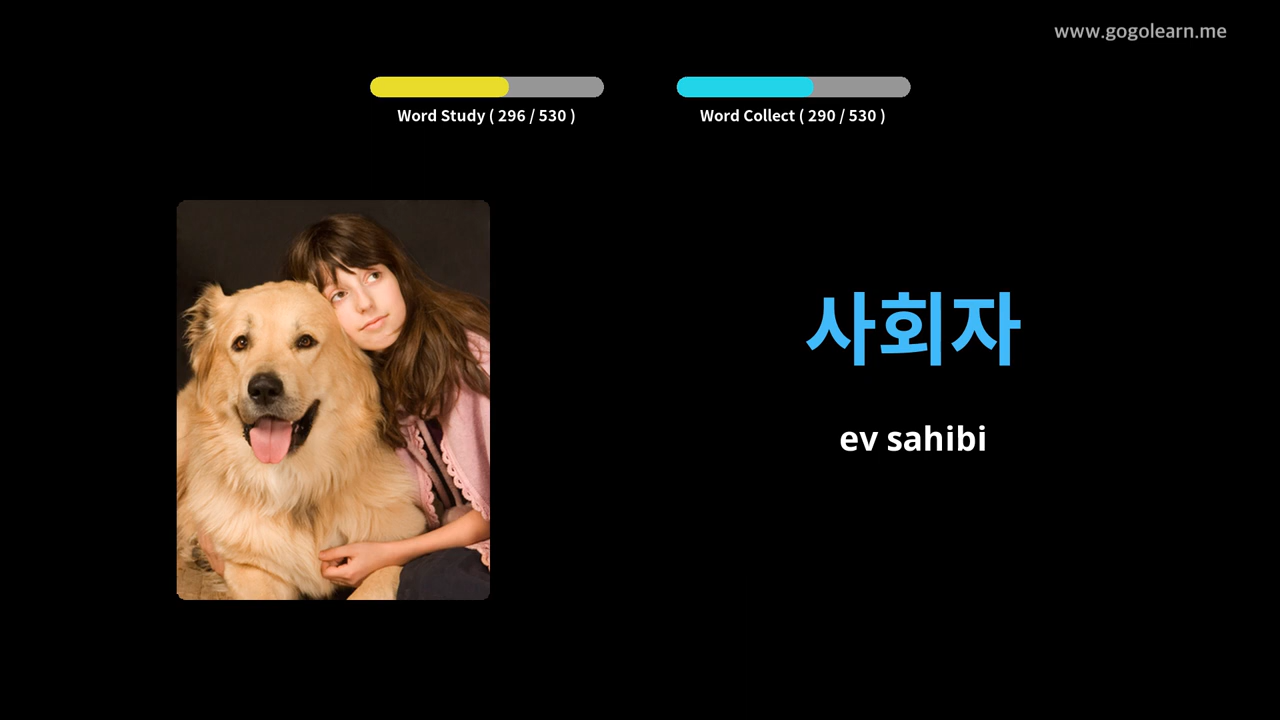 www.gogolearn.me
Word Study ( 296 / 530 )
Word Collect ( 290 / 530 )
사회자
ev sahibi